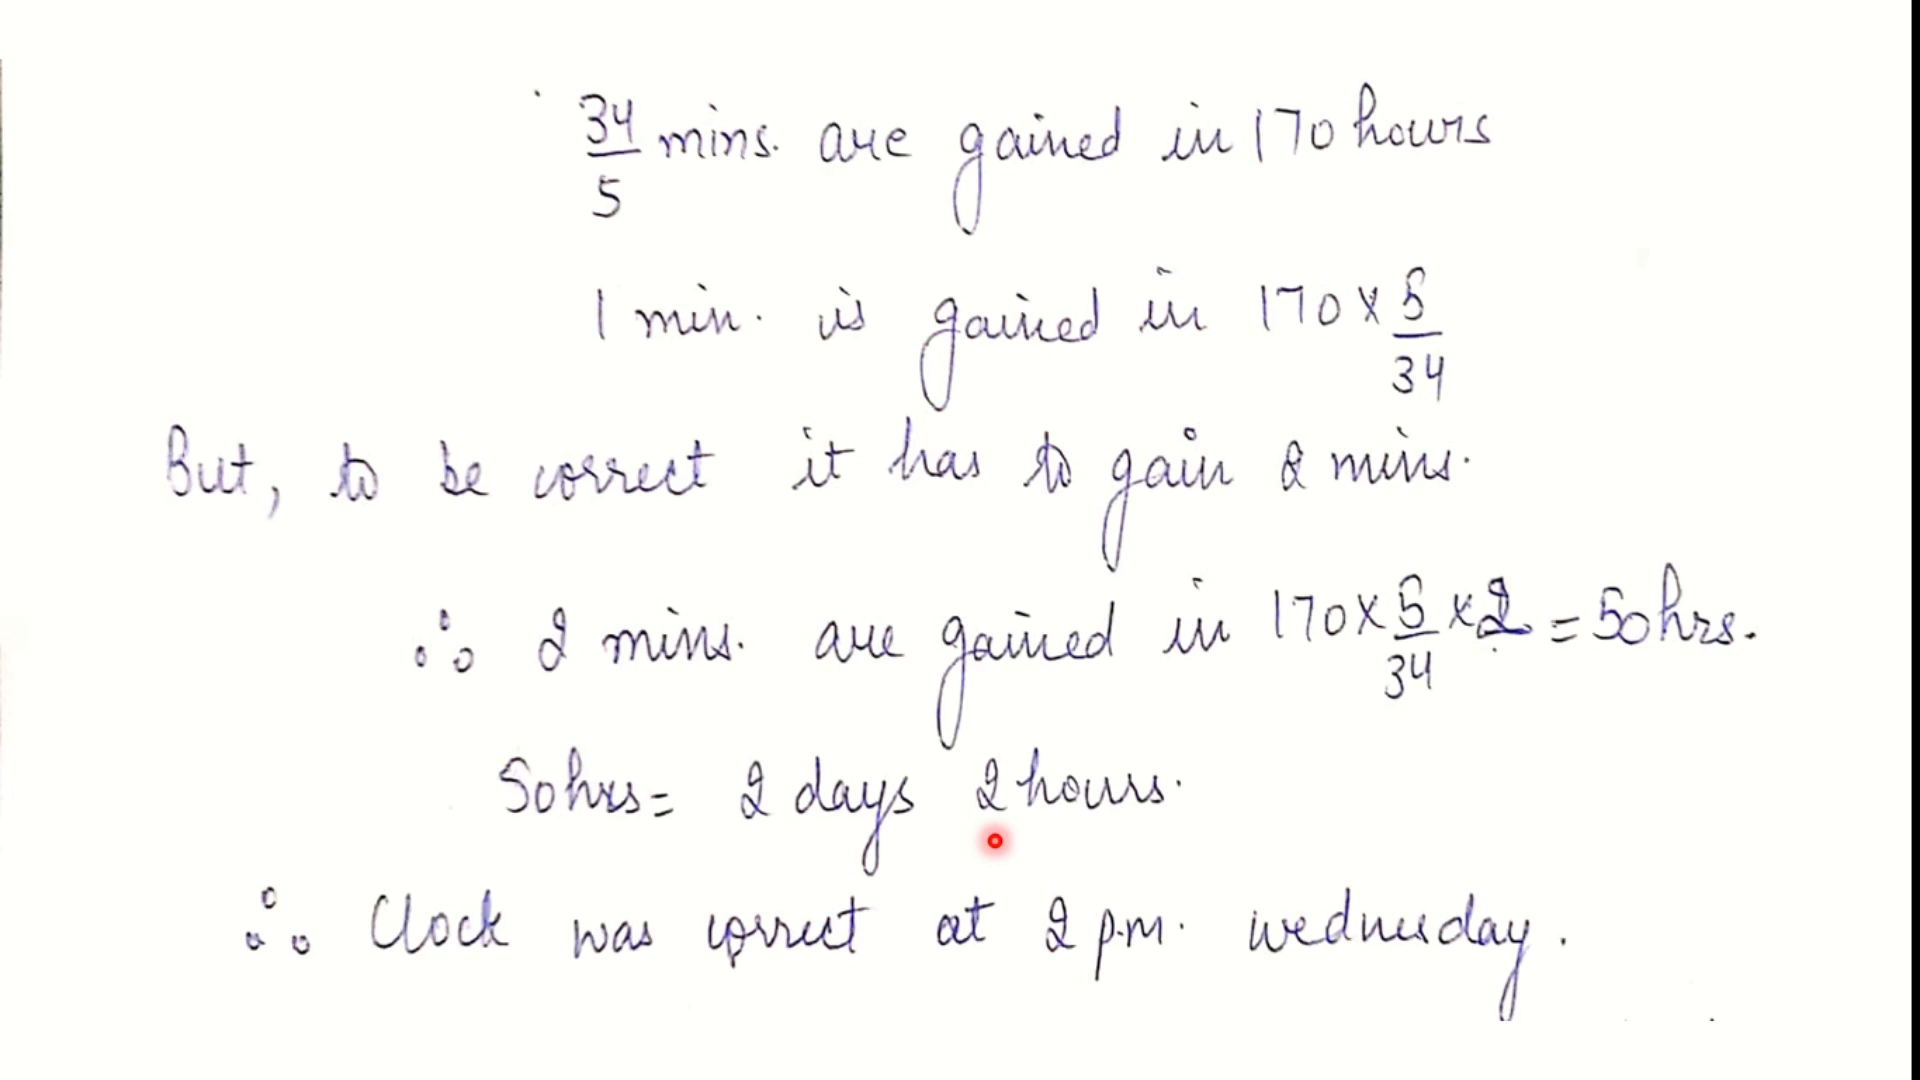 34/5 mins. are gained in 170 hours
1 min. is gained in 170 × 5/34
But, to be correct it has to gain 2 mins.
∴ 2 mins. are gained in 170 × 5/34 × 2 = 50 hrs.
50 hrs = 2 days 2 hours.
∴ Clock was correct at 2 p.m. wednesday.